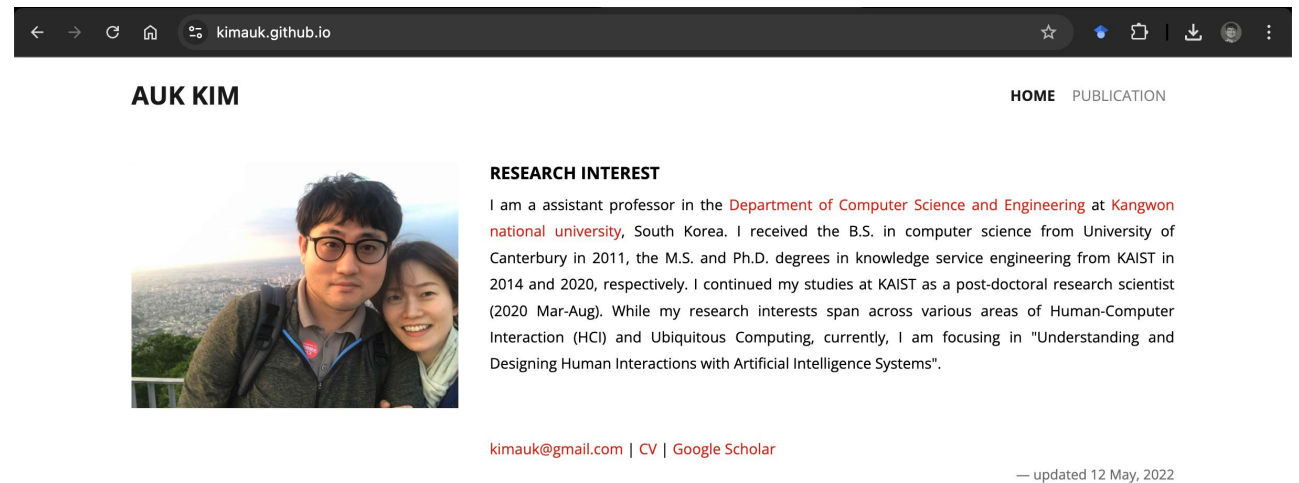 kimauk.github.io
AUK KIM
HOME PUBLICATION
RESEARCH INTEREST
I am a assistant professor in the Department of Computer Science and Engineering at Kangwon
national university, South Korea. I received the B.S. in computer science from University of
Canterbury in 2011, the M.S. and Ph.D. degrees in knowledge service engineering from KAIST in
2014 and 2020, respectively. I continued my studies at KAIST as a post-doctoral research scientist
(2020 Mar-Aug). While my research interests span across various areas of Human-Computer
Interaction (HCI) and Ubiquitous Computing, currently, I am focusing in "Understanding and
Designing Human Interactions with Artificial Intelligence Systems".
kimauk@gmail.com | CV | Google Scholar
— updated 12 May, 2022